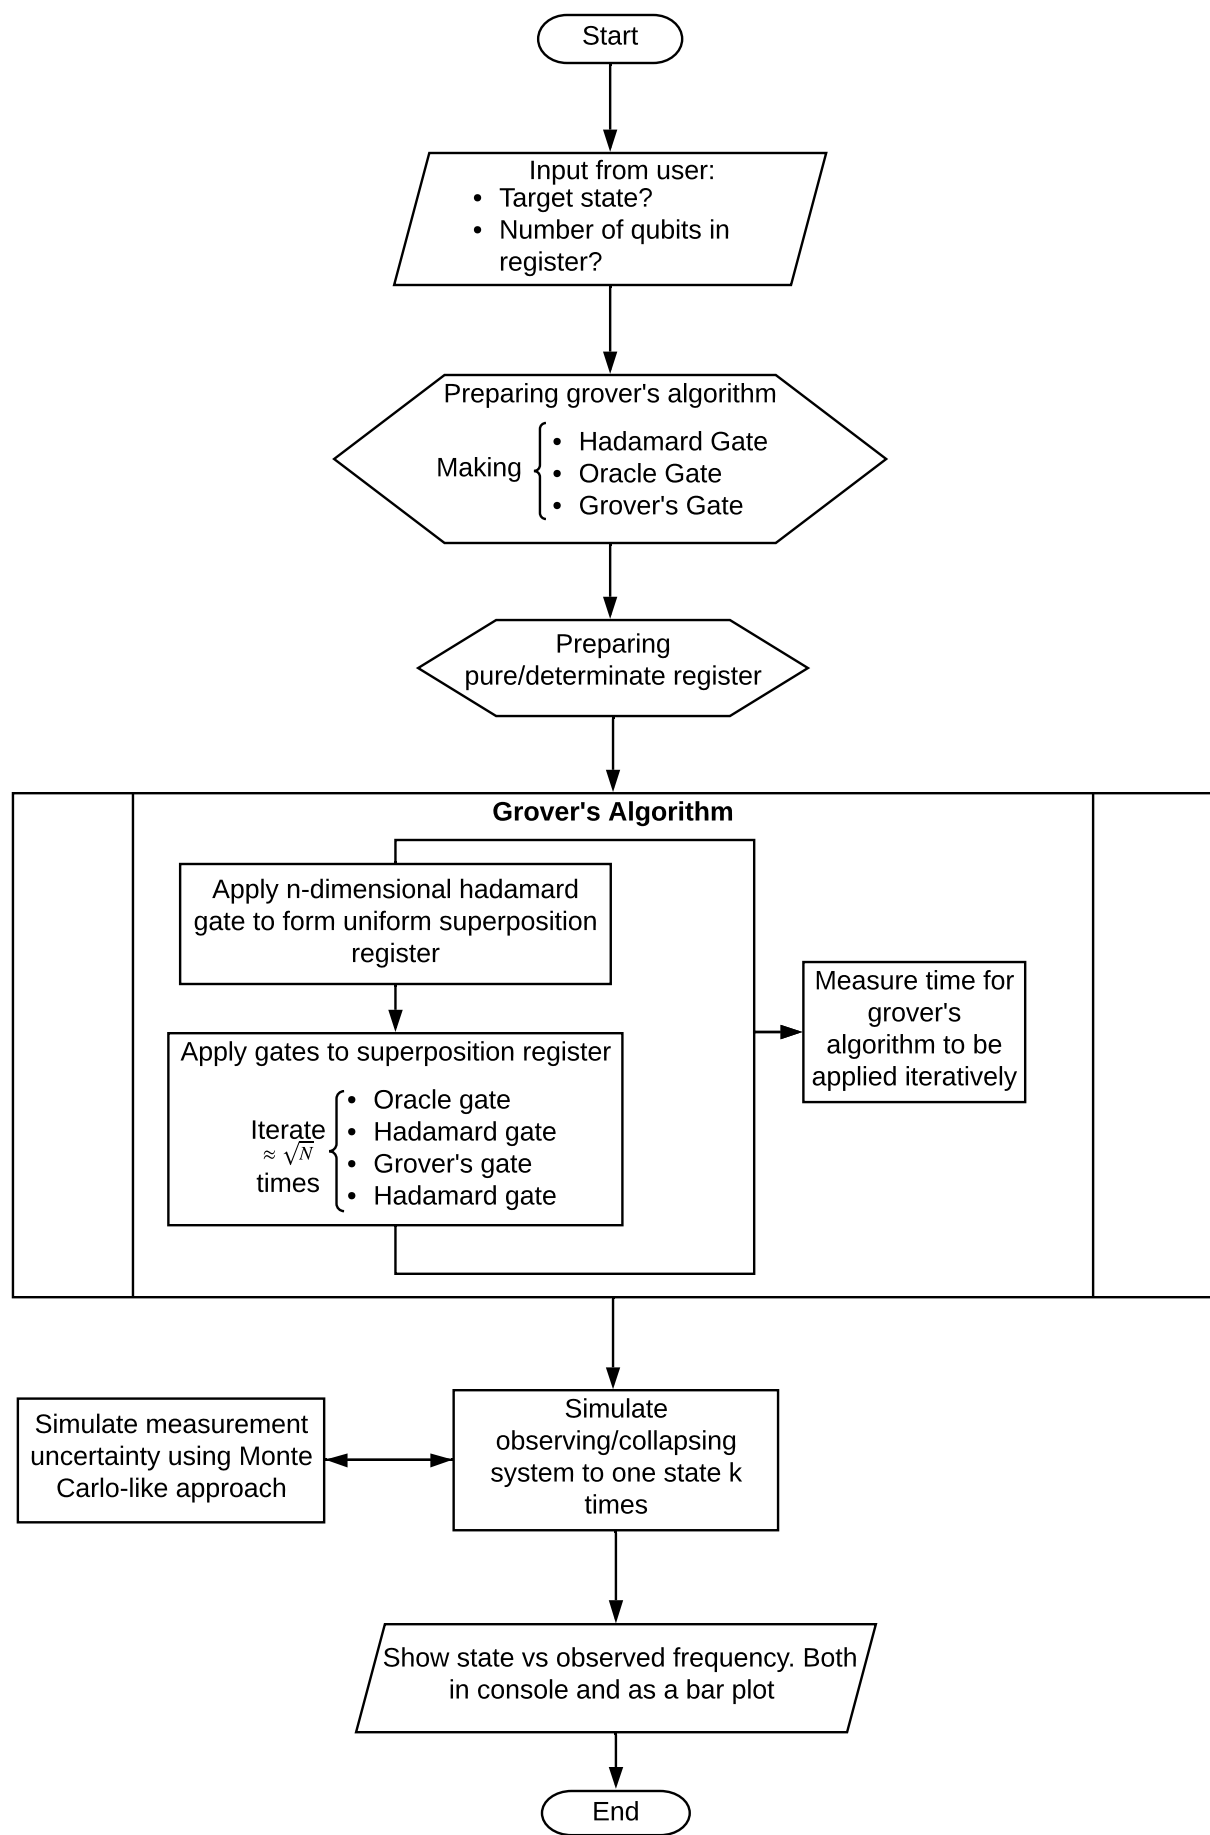 Start
Input from user:
• Target state?
• Number of qubits in
register?
Preparing grover's algorithm
Making
• Hadamard Gate
• Oracle Gate
• Grover's Gate
Preparing
pure/determinate register
Grover's Algorithm
Apply n-dimensional hadamard
gate to form uniform superposition
register
Apply gates to superposition register
Iterate
≈ √N
times
• Oracle gate
• Hadamard gate
• Grover's gate
• Hadamard gate
Measure time for
grover's
algorithm to be
applied iteratively
Simulate measurement
uncertainty using Monte
Carlo-like approach
Simulate
observing/collapsing
system to one state k
times
Show state vs observed frequency. Both
in console and as a bar plot
End